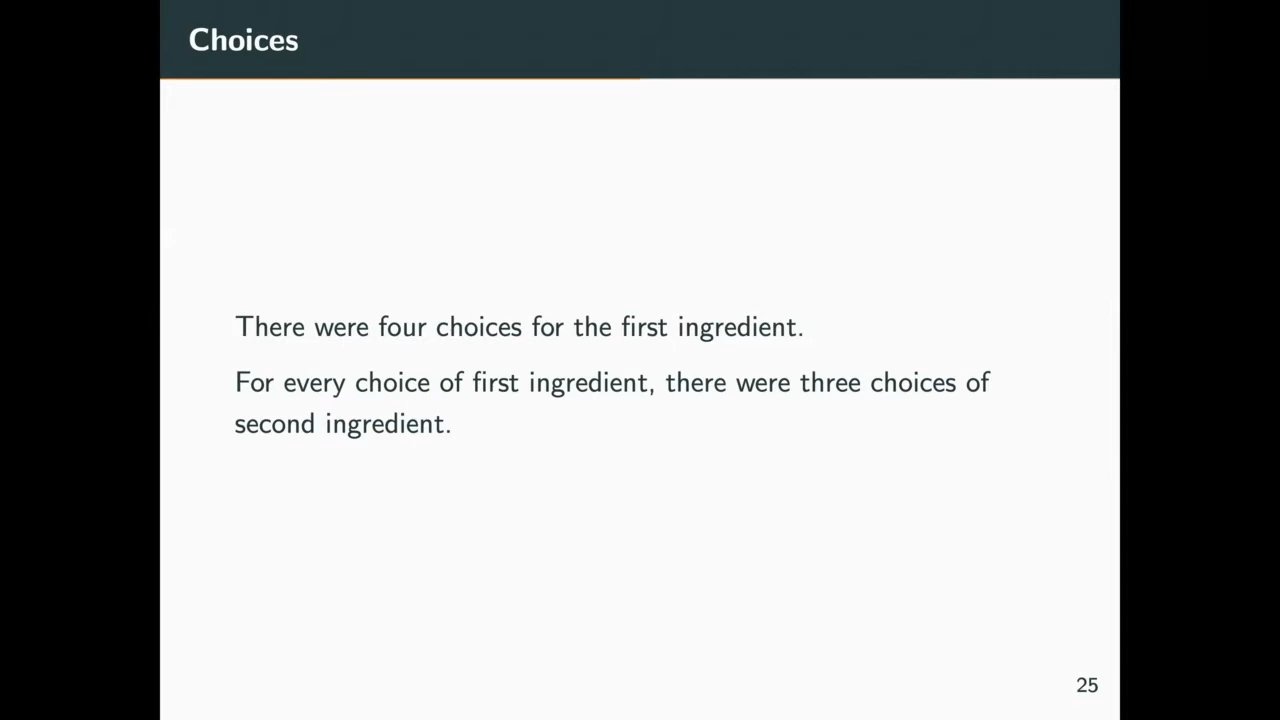 Choices
There were four choices for the first ingredient.
For every choice of first ingredient, there were three choices of
second ingredient.
25